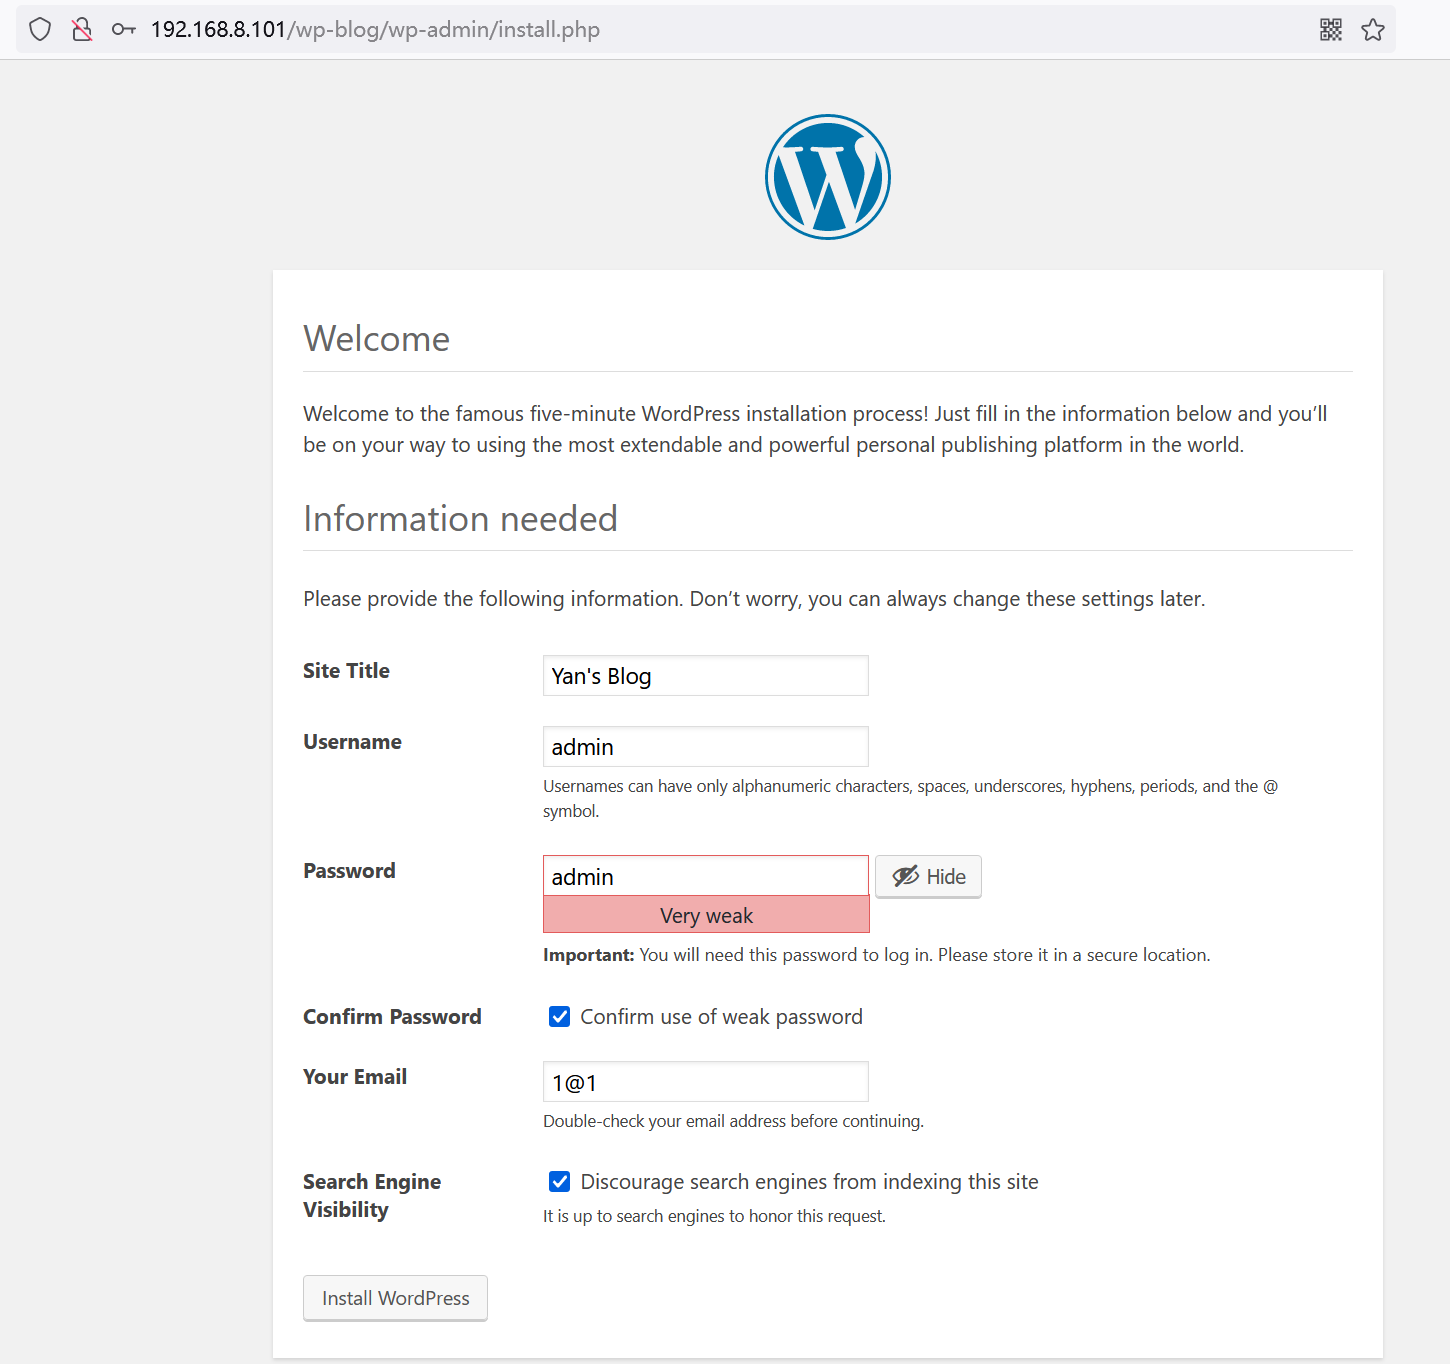 192.168.8.101/wp-blog/wp-admin/install.php
Welcome
Welcome to the famous five-minute WordPress installation process! Just fill in the information below and you’ll
be on your way to using the most extendable and powerful personal publishing platform in the world.
Information needed
Please provide the following information. Don’t worry, you can always change these settings later.
Site Title
Yan's Blog
Username
admin
Usernames can have only alphanumeric characters, spaces, underscores, hyphens, periods, and the @
symbol.
Password
admin
Hide
Very weak
Important: You will need this password to log in. Please store it in a secure location.
Confirm Password
Confirm use of weak password
Your Email
1@1
Double-check your email address before continuing.
Search Engine
Visibility
Discourage search engines from indexing this site
It is up to search engines to honor this request.
Install WordPress